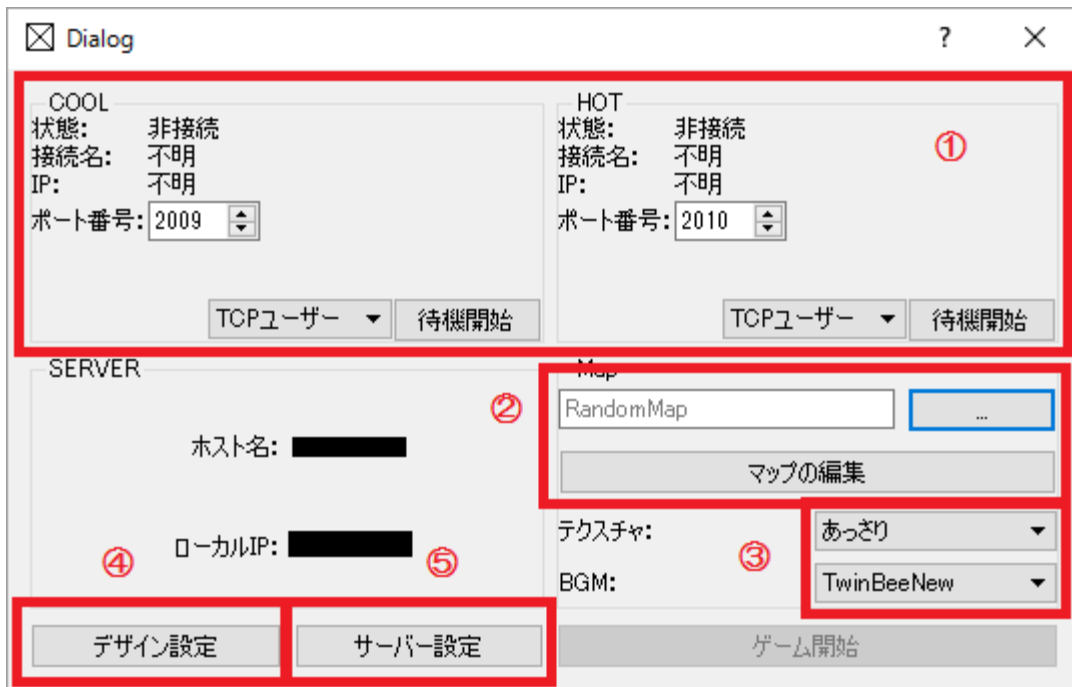 Dialog
?
COOL
状態: 非接続
接続名: 不明
IP: 不明
ポート番号: 2009
TCPユーザー 待機開始
HOT
①
状態: 非接続
接続名: 不明
IP: 不明
ポート番号: 2010
TCPユーザー 待機開始
SERVER
ホスト名:
ローカルIP:
②
Map
RandomMap ...
マップの編集
③
テクスチャ: あっさり
BGM: TwinBeeNew
④
デザイン設定
⑤
サーバー設定
ゲーム開始